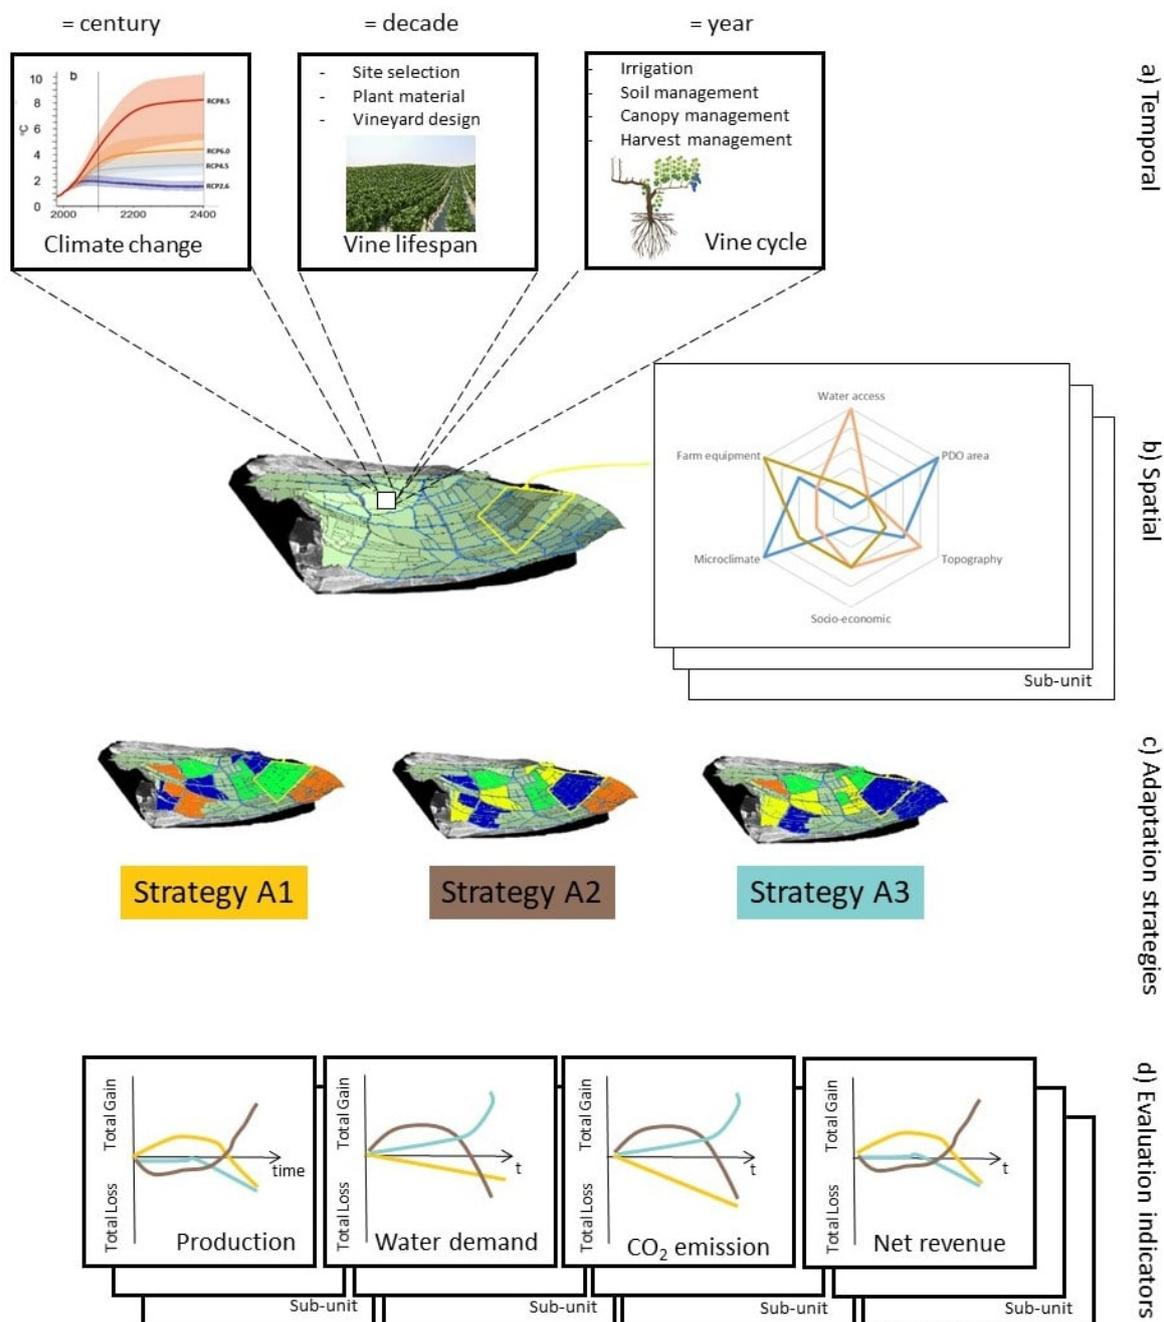 = century
= decade
= year
a) Temporal
b
10
8
6
4
2
0
°C
RCP8.5
RCP6.0
RCP4.5
RCP2.6
2000
2200
2400
Climate change
- Site selection
- Plant material
- Vineyard design
Vine lifespan
- Irrigation
- Soil management
- Canopy management
- Harvest management
Vine cycle
b) Spatial
Water access
Farm equipment
PDO area
Microclimate
Topography
Socio-economic
Sub-unit
c) Adaptation strategies
Strategy A1
Strategy A2
Strategy A3
d) Evaluation indicators
Total Gain
Total Loss
time
Production
Total Gain
Total Loss
t
Water demand
Total Gain
Total Loss
t
CO₂ emission
Total Gain
Total Loss
t
Net revenue
Sub-unit
Sub-unit
Sub-unit
Sub-unit